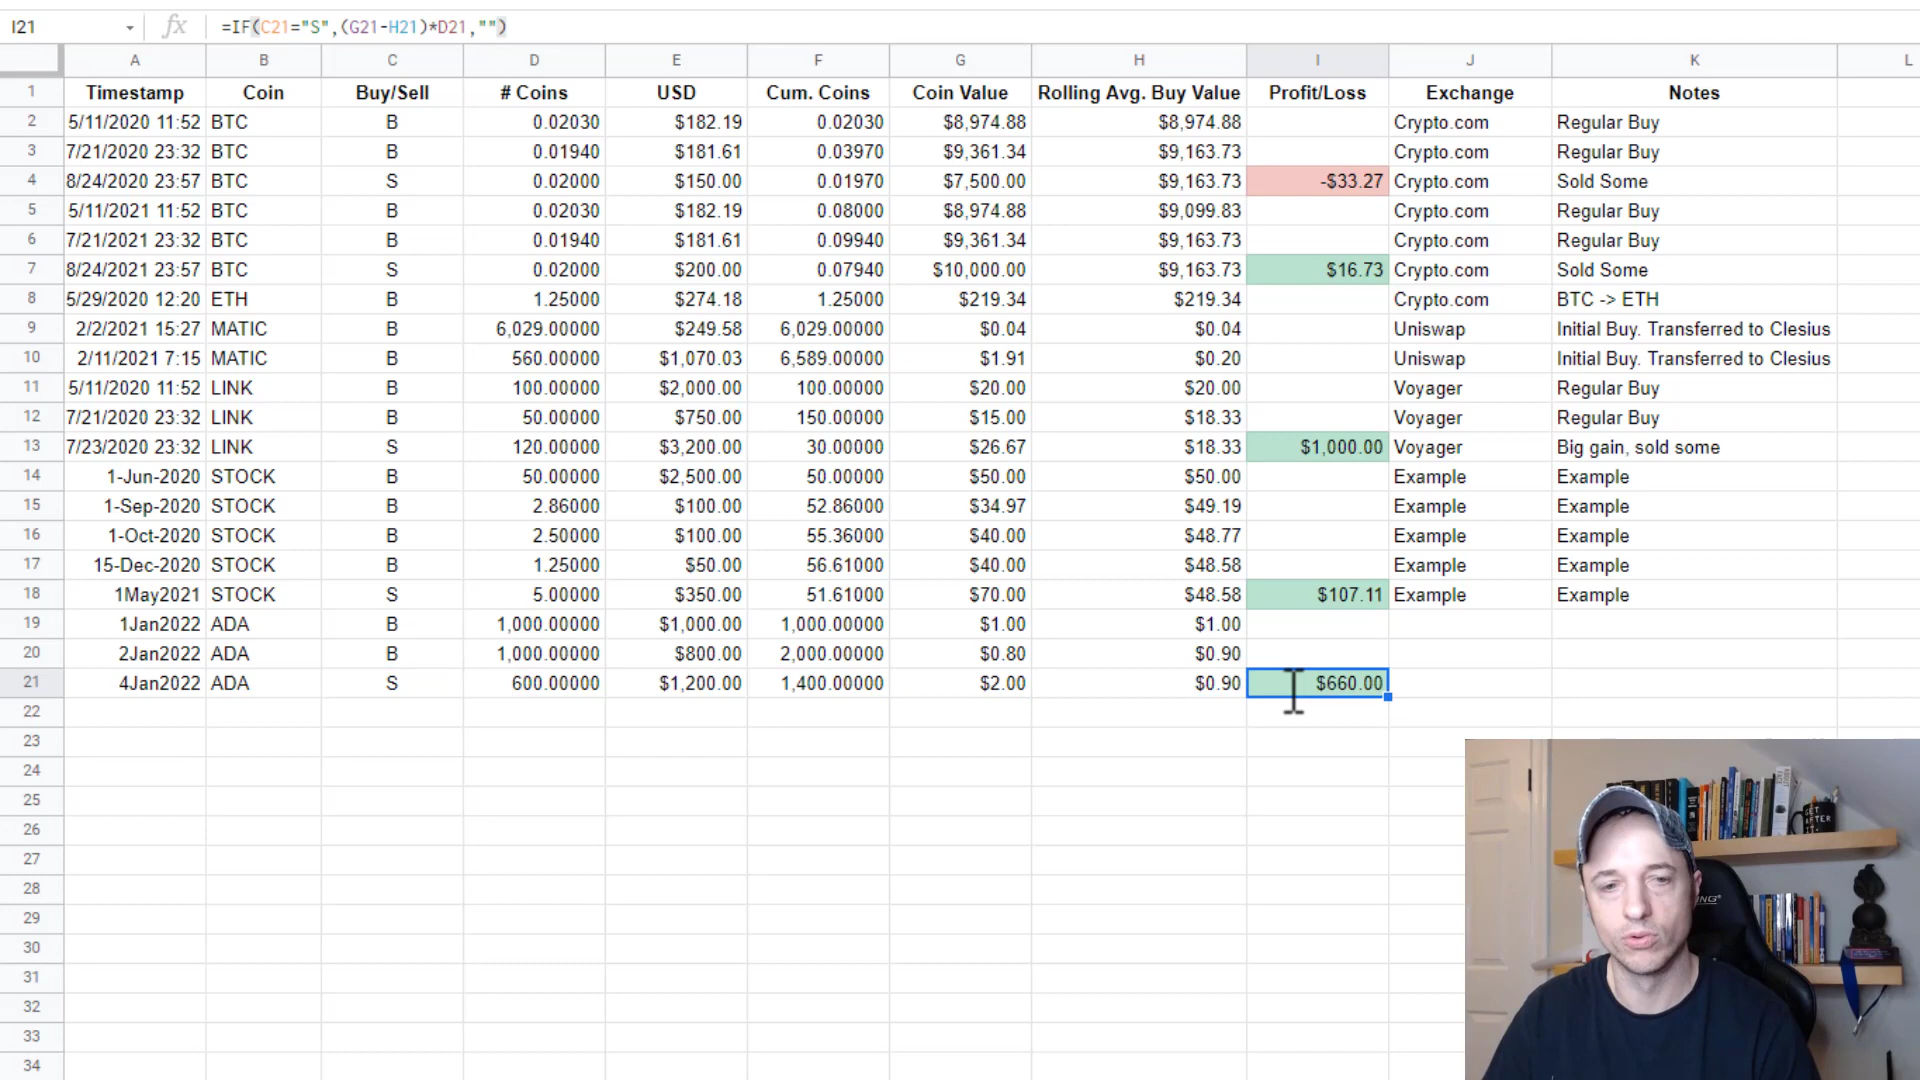 I21 fx =IF(C21="S",(G21-H21)*D21,"")
A B C D E F G H I J K L
1 Timestamp Coin Buy/Sell # Coins USD Cum. Coins Coin Value Rolling Avg. Buy Value Profit/Loss Exchange Notes
2 5/11/2020 11:52 BTC B 0.02030 $182.19 0.02030 $8,974.88 $8,974.88 Crypto.com Regular Buy
3 7/21/2020 23:32 BTC B 0.01940 $181.61 0.03970 $9,361.34 $9,163.73 Crypto.com Regular Buy
4 8/24/2020 23:57 BTC S 0.02000 $150.00 0.01970 $7,500.00 $9,163.73 -$33.27 Crypto.com Sold Some
5 5/11/2021 11:52 BTC B 0.02030 $182.19 0.08000 $8,974.88 $9,099.83 Crypto.com Regular Buy
6 7/21/2021 23:32 BTC B 0.01940 $181.61 0.09940 $9,361.34 $9,163.73 Crypto.com Regular Buy
7 8/24/2021 23:57 BTC S 0.02000 $200.00 0.07940 $10,000.00 $9,163.73 $16.73 Crypto.com Sold Some
8 5/29/2020 12:20 ETH B 1.25000 $274.18 1.25000 $219.34 $219.34 Crypto.com BTC -> ETH
9 2/2/2021 15:27 MATIC B 6,029.00000 $249.58 6,029.00000 $0.04 $0.04 Uniswap Initial Buy. Transferred to Clesius
10 2/11/2021 7:15 MATIC B 560.00000 $1,070.03 6,589.00000 $1.91 $0.20 Uniswap Initial Buy. Transferred to Clesius
11 5/11/2020 11:52 LINK B 100.00000 $2,000.00 100.00000 $20.00 $20.00 Voyager Regular Buy
12 7/21/2020 23:32 LINK B 50.00000 $750.00 150.00000 $15.00 $18.33 Voyager Regular Buy
13 7/23/2020 23:32 LINK S 120.00000 $3,200.00 30.00000 $26.67 $18.33 $1,000.00 Voyager Big gain, sold some
14 1-Jun-2020 STOCK B 50.00000 $2,500.00 50.00000 $50.00 $50.00 Example Example
15 1-Sep-2020 STOCK B 2.86000 $100.00 52.86000 $34.97 $49.19 Example Example
16 1-Oct-2020 STOCK B 2.50000 $100.00 55.36000 $40.00 $48.77 Example Example
17 15-Dec-2020 STOCK B 1.25000 $50.00 56.61000 $40.00 $48.58 Example Example
18 1May2021 STOCK S 5.00000 $350.00 51.61000 $70.00 $48.58 $107.11 Example Example
19 1Jan2022 ADA B 1,000.00000 $1,000.00 1,000.00000 $1.00 $1.00
20 2Jan2022 ADA B 1,000.00000 $800.00 2,000.00000 $0.80 $0.90
21 4Jan2022 ADA S 600.00000 $1,200.00 1,400.00000 $2.00 $0.90 $660.00
22
23
24
25
26
27
28
29
30
31
32
33
34
GET
AFTER
IT.